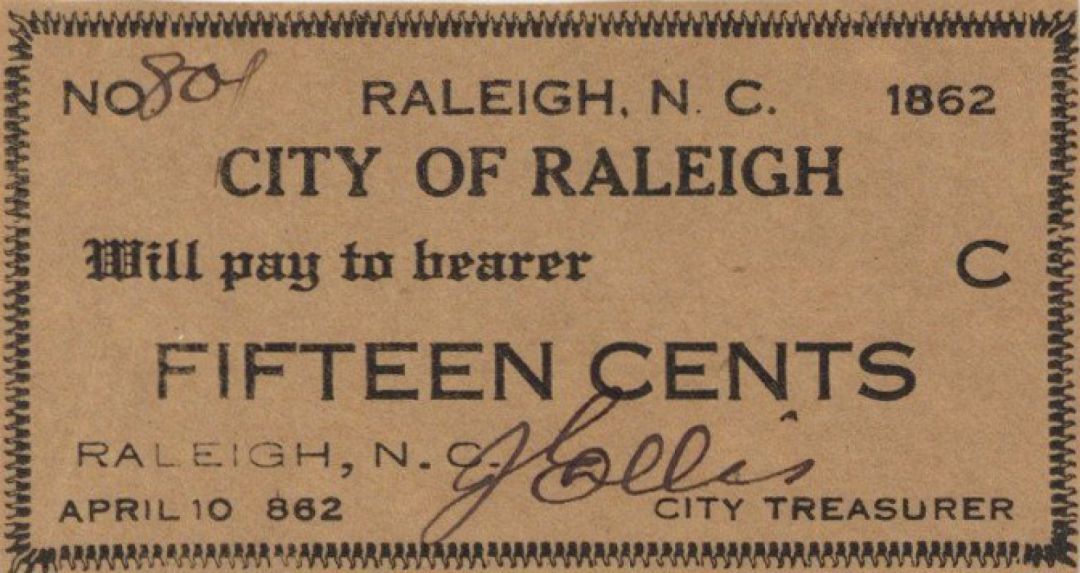 NO 801 RALEIGH, N. C. 1862
CITY OF RALEIGH
Will pay to bearer C
FIFTEEN CENTS
RALEIGH, N. C. J Ellis
APRIL 10 862 CITY TREASURER